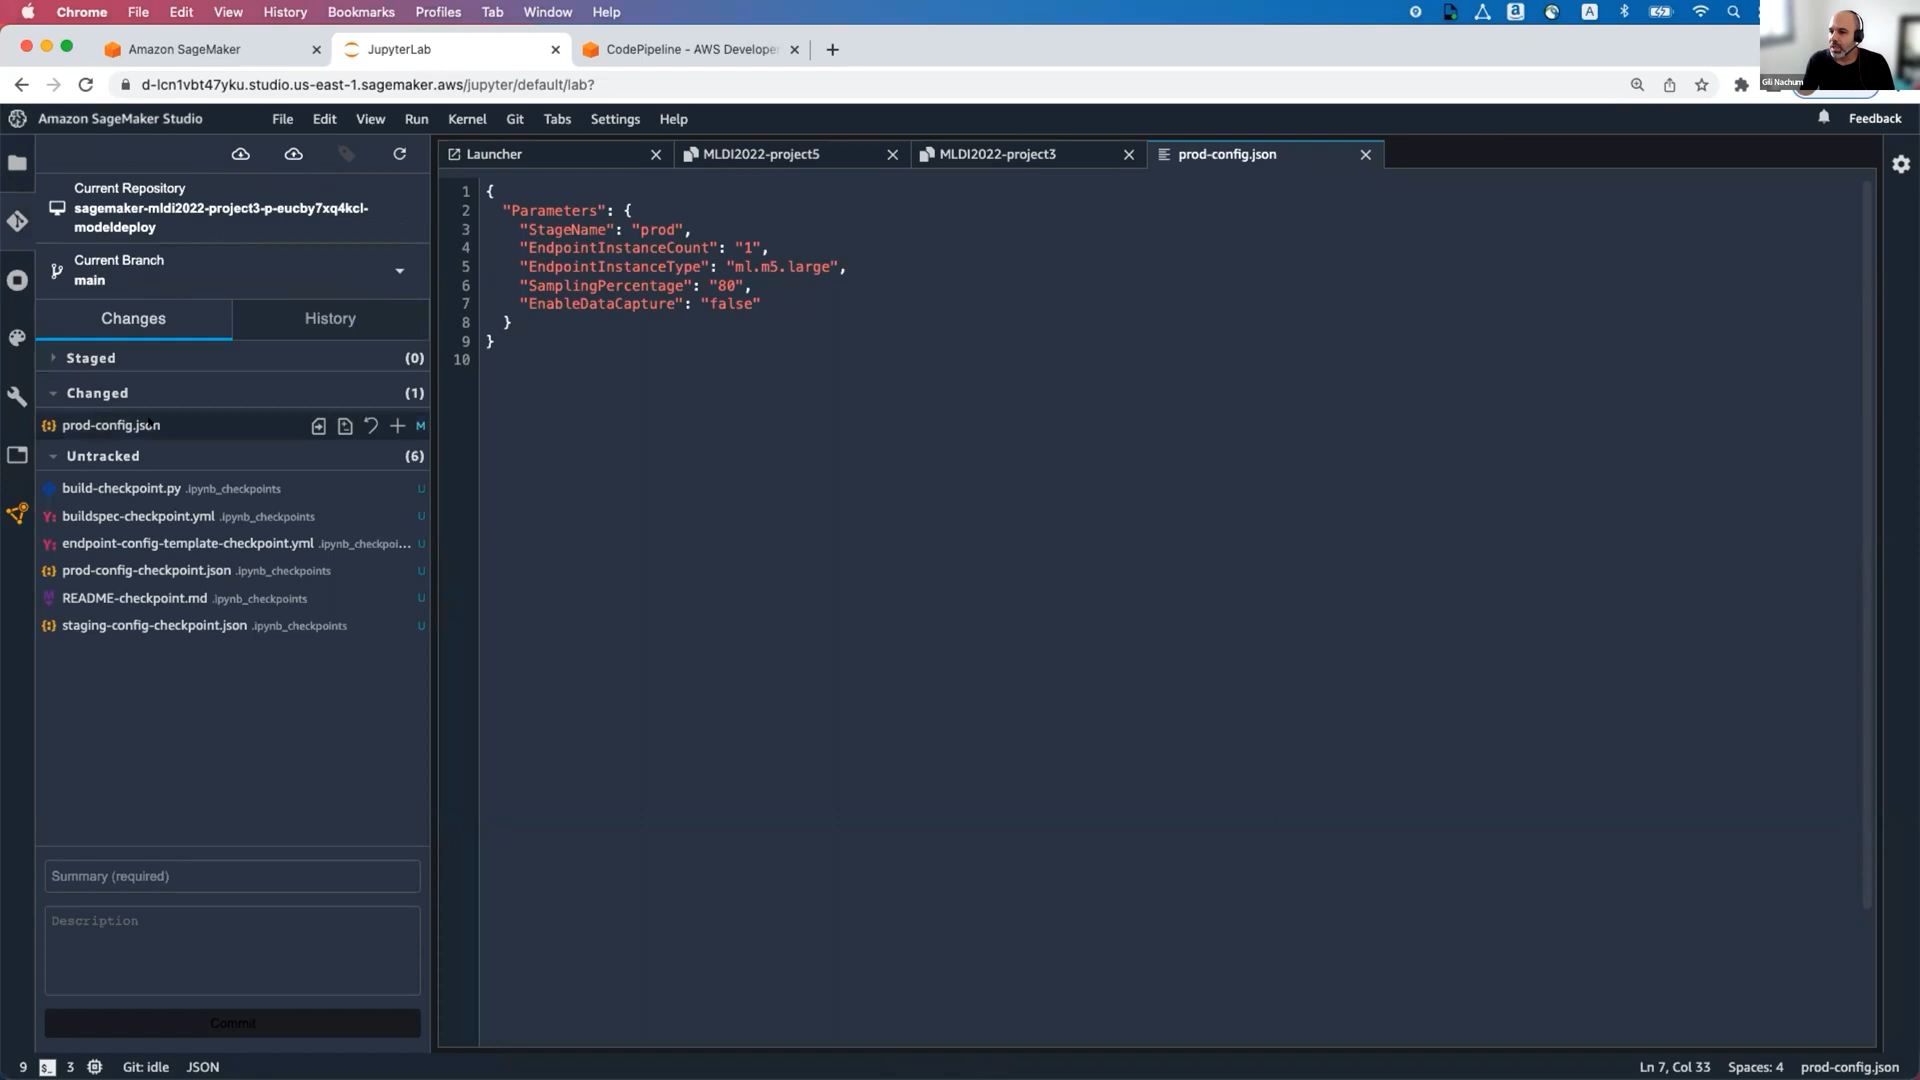 Chrome File Edit View History Bookmarks Profiles Tab Window Help
Gili Nachum
Amazon SageMaker
JupyterLab
CodePipeline - AWS Develope
d-lcn1vbt47yku.studio.us-east-1.sagemaker.aws/jupyter/default/lab?
Amazon SageMaker Studio
File Edit View Run Kernel Git Tabs Settings Help
Feedback
Current Repository
sagemaker-mldi2022-project3-p-eucby7xq4kcl-
modeldeploy
Current Branch
main
Changes
History
Staged (0)
Changed (1)
prod-config.json M
Untracked (6)
build-checkpoint.py .ipynb_checkpoints U
buildspec-checkpoint.yml .ipynb_checkpoints U
endpoint-config-template-checkpoint.yml .ipynb_checkpoi... U
prod-config-checkpoint.json .ipynb_checkpoints U
README-checkpoint.md .ipynb_checkpoints U
staging-config-checkpoint.json .ipynb_checkpoints U
Summary (required)
Description
Commit
Launcher
MLDI2022-project5
MLDI2022-project3
prod-config.json
1 {
2 "Parameters": {
3 "StageName": "prod",
4 "EndpointInstanceCount": "1",
5 "EndpointInstanceType": "ml.m5.large",
6 "SamplingPercentage": "80",
7 "EnableDataCapture": "false"
8 }
9 }
10
9 3 Git: idle JSON
Ln 7, Col 33 Spaces: 4 prod-config.json